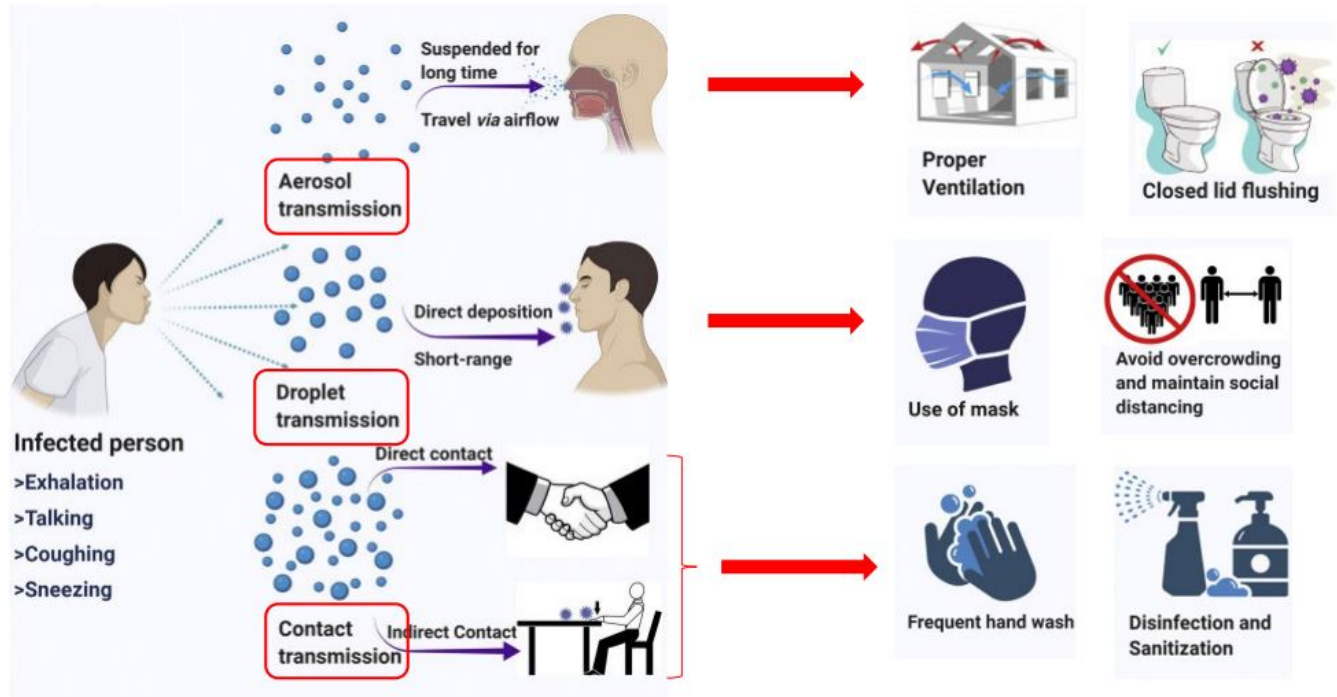 Suspended for
long time
Travel via airflow
Aerosol
transmission
Proper
Ventilation
Closed lid flushing
Direct deposition
Short-range
Droplet
transmission
Use of mask
Avoid overcrowding
and maintain social
distancing
Infected person
>Exhalation
>Talking
>Coughing
>Sneezing
Direct contact
Contact
transmission
Indirect Contact
Frequent hand wash
Disinfection and
Sanitization